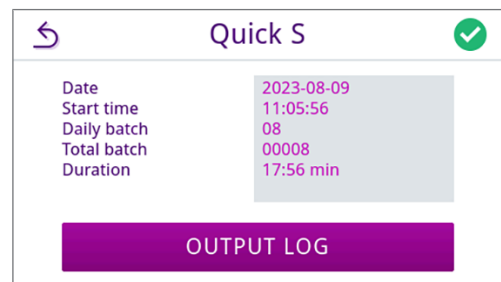 Quick S
Date 2023-08-09
Start time 11:05:56
Daily batch 08
Total batch 00008
Duration 17:56 min
OUTPUT LOG